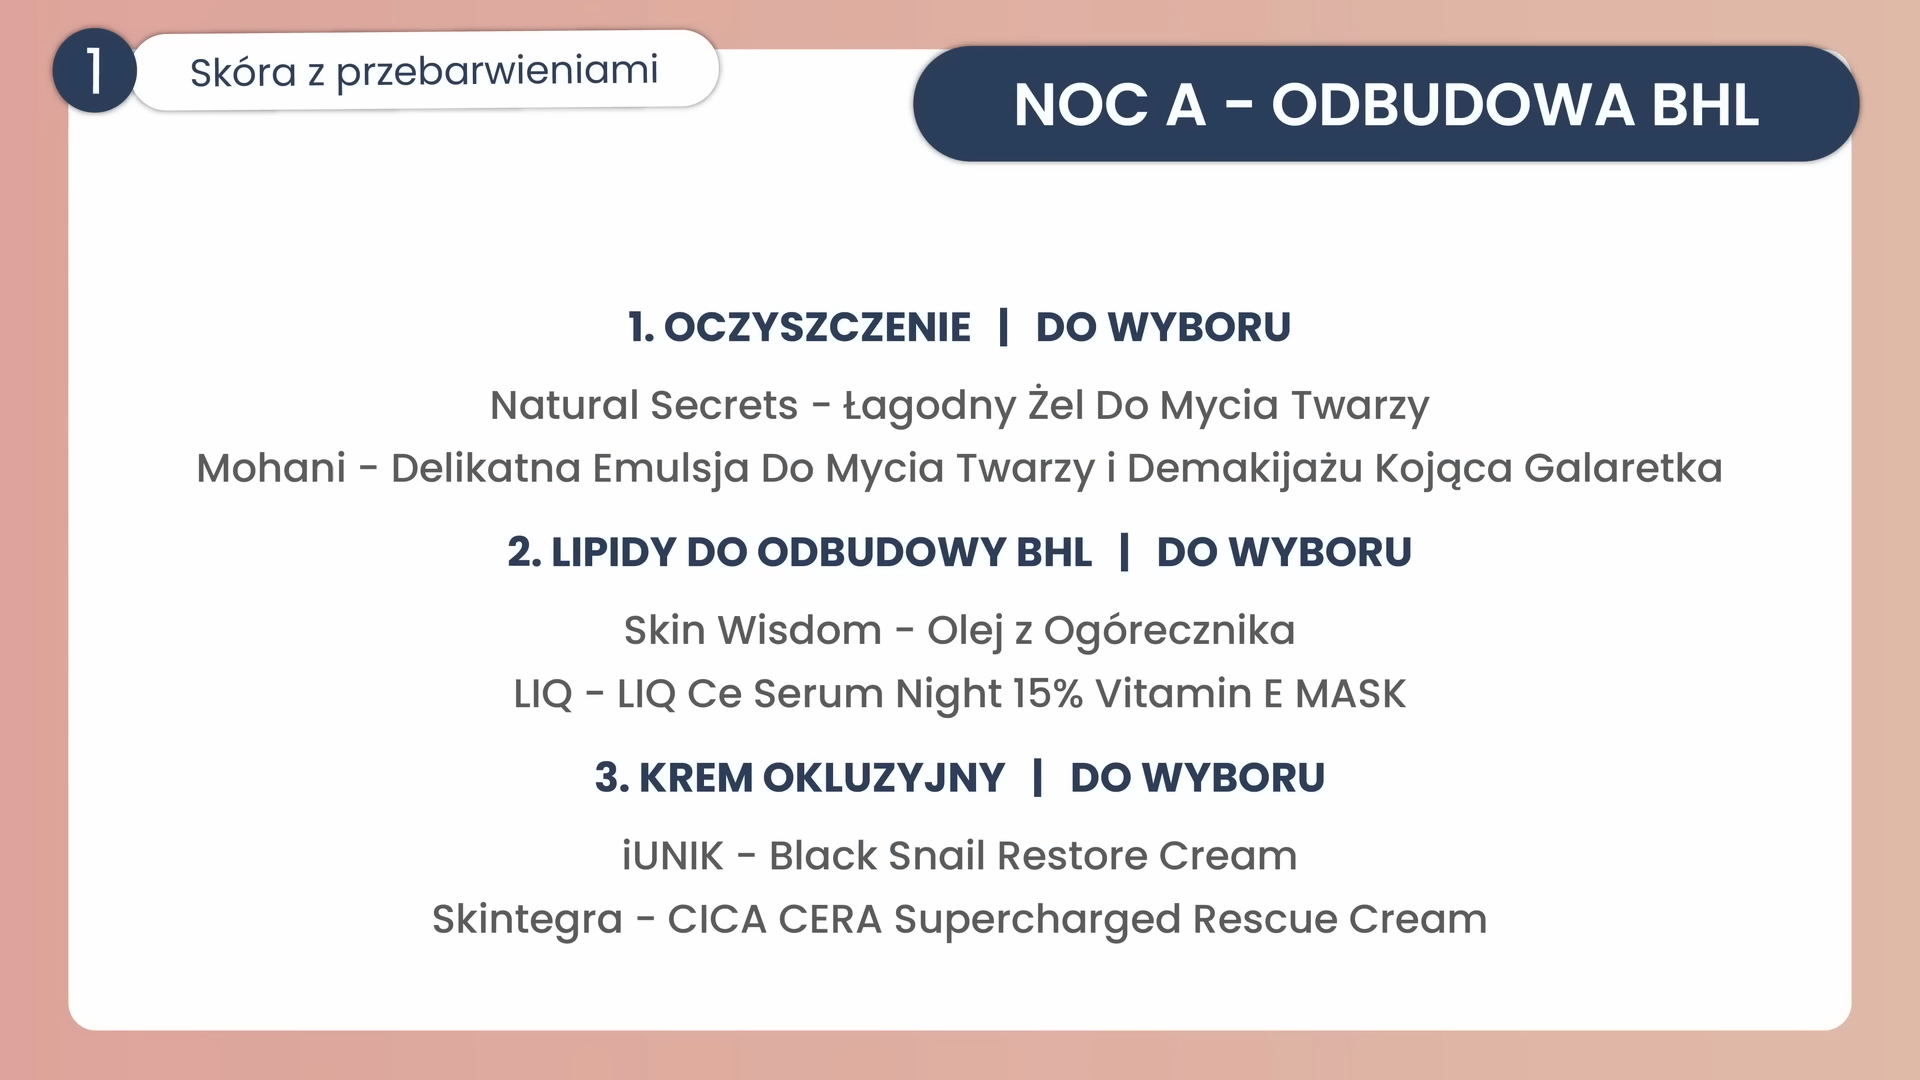 1
Skóra z przebarwieniami
NOC A - ODBUDOWA BHL
1. OCZYSZCZENIE | DO WYBORU
Natural Secrets - Łagodny Żel Do Mycia Twarzy
Mohani - Delikatna Emulsja Do Mycia Twarzy i Demakijażu Kojąca Galaretka
2. LIPIDY DO ODBUDOWY BHL | DO WYBORU
Skin Wisdom - Olej z Ogórecznika
LIQ - LIQ Ce Serum Night 15% Vitamin E MASK
3. KREM OKLUZYJNY | DO WYBORU
iUNIK - Black Snail Restore Cream
Skintegra - CICA CERA Supercharged Rescue Cream